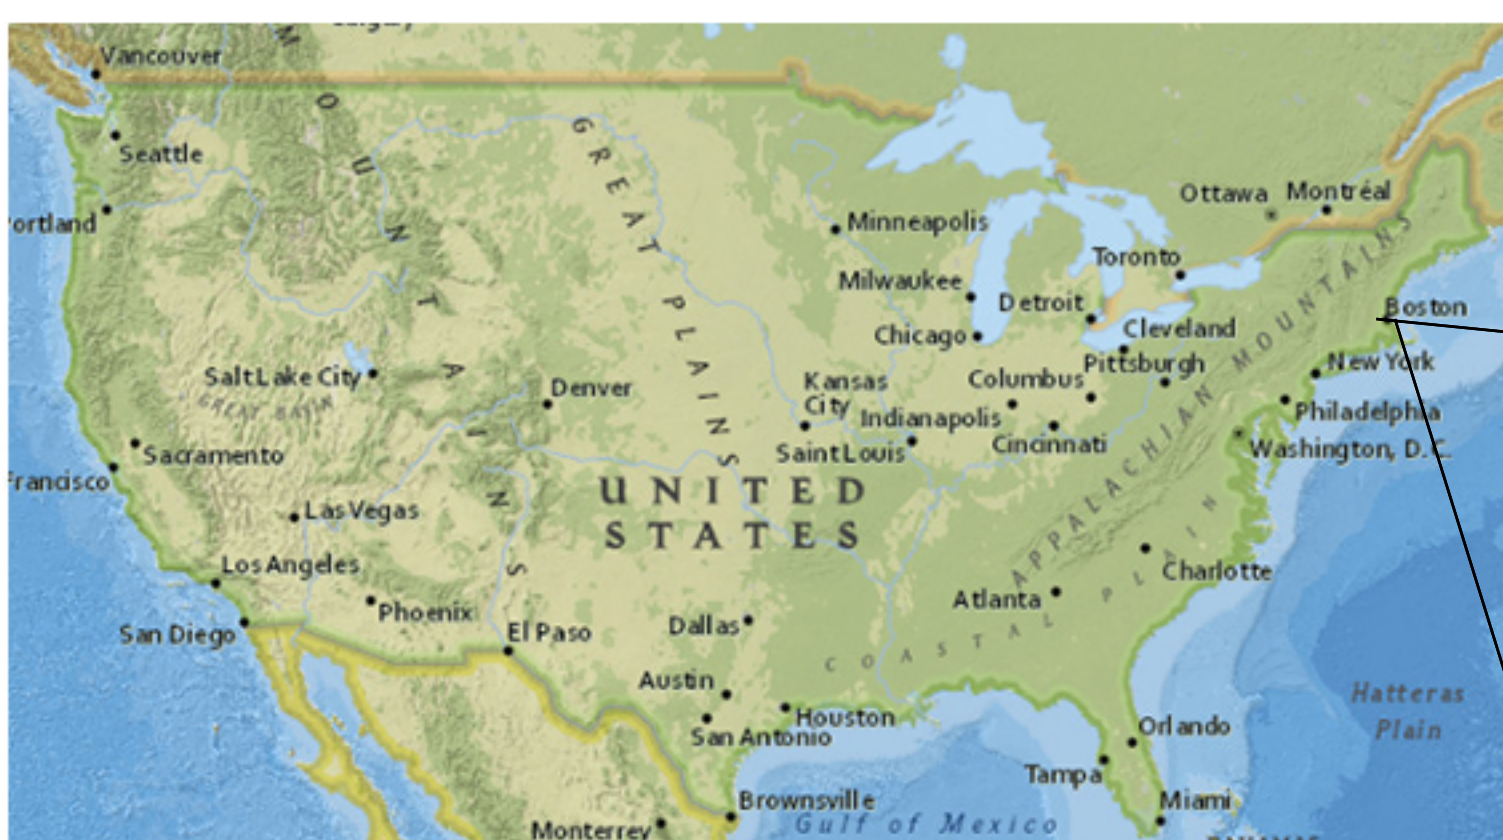 Vancouver
Seattle
ortland
Ottawa
Montréal
Minneapolis
Toronto
Milwaukee
Detroit
Boston
Chicago
Cleveland
Pittsburgh
New York
Salt Lake City
GREAT BASIN
Denver
Kansas
City
Columbus
Indianapolis
Philadelphia
Cincinnati
Washington, D.C.
Sacramento
Saint Louis
Francisco
Las Vegas
UNITED
STATES
MOUNTAINS
GREAT PLAINS
APPALACHIAN MOUNTAINS
COASTAL PLAIN
Los Angeles
Charlotte
Phoenix
Atlanta
San Diego
El Paso
Dallas
Austin
Houston
San Antonio
Hatteras
Plain
Orlando
Tampa
Brownsville
Miami
Monterrey
Gulf of Mexico